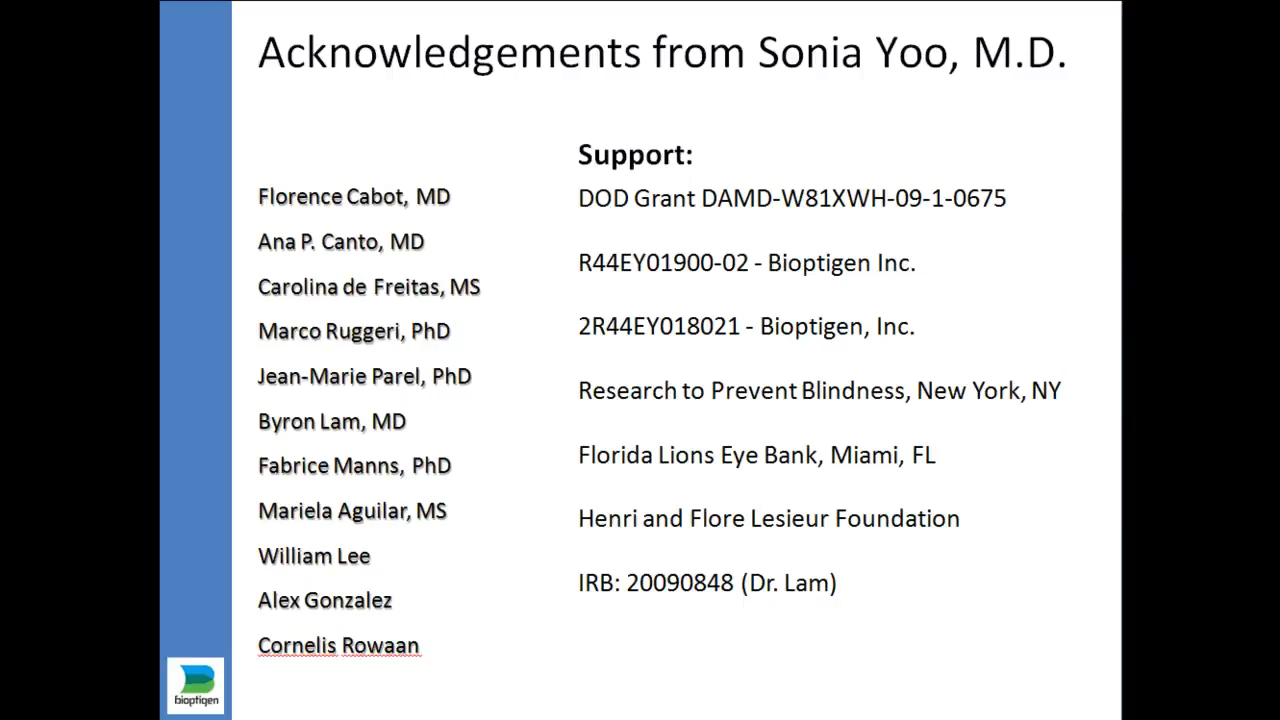 Acknowledgements from Sonia Yoo, M.D.
Florence Cabot, MD
Ana P. Canto, MD
Carolina de Freitas, MS
Marco Ruggeri, PhD
Jean-Marie Parel, PhD
Byron Lam, MD
Fabrice Manns, PhD
Mariela Aguilar, MS
William Lee
Alex Gonzalez
Cornelis Rowaan
Support:
DOD Grant DAMD-W81XWH-09-1-0675
R44EY01900-02 - Bioptigen Inc.
2R44EY018021 - Bioptigen, Inc.
Research to Prevent Blindness, New York, NY
Florida Lions Eye Bank, Miami, FL
Henri and Flore Lesieur Foundation
IRB: 20090848 (Dr. Lam)
bioptigen